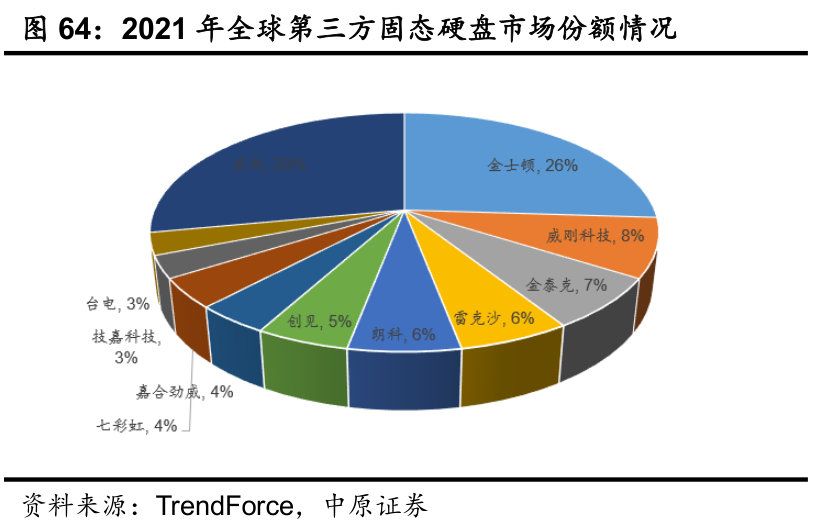 图 64：2021 年全球第三方固态硬盘市场份额情况
金士顿, 26%
威刚科技, 8%
金泰克, 7%
雷克沙, 6%
朗科, 6%
创见, 5%
嘉合劲威, 4%
七彩虹, 4%
技嘉科技,
3%
台电, 3%
资料来源：TrendForce，中原证券